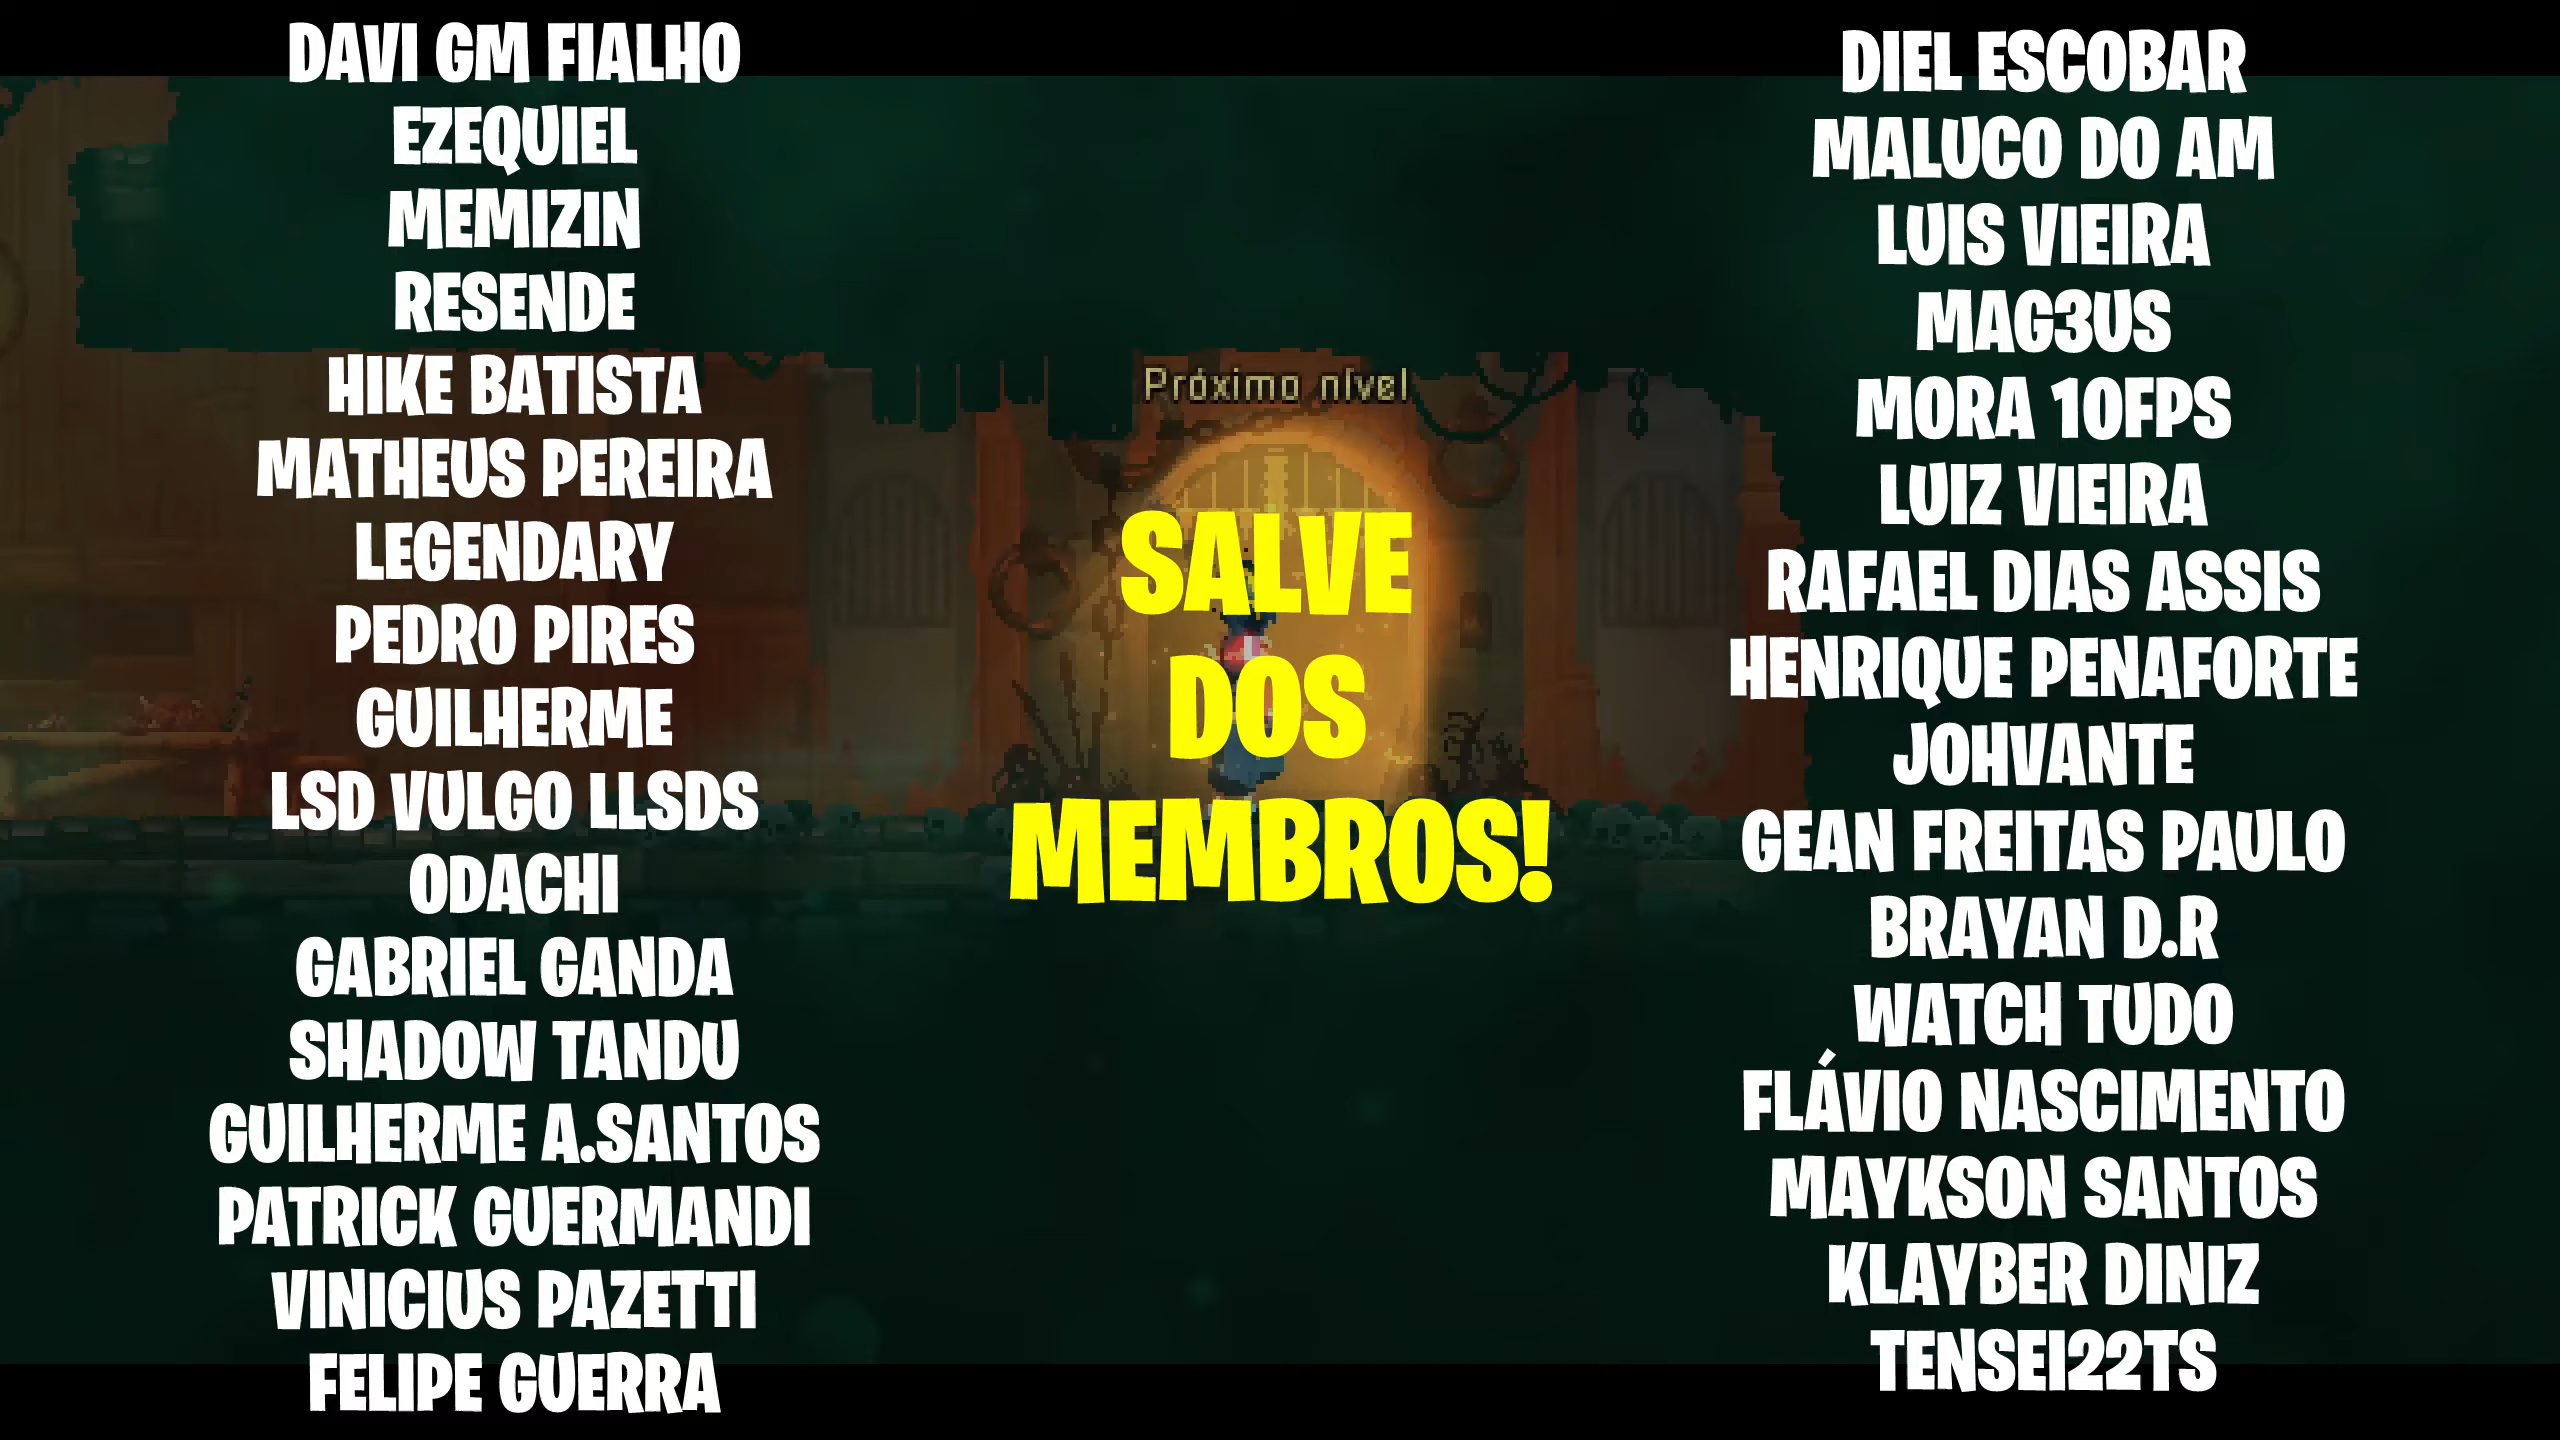 DAVI GM FIALHO
EZEQUIEL
MEMIZIN
RESENDE
HIKE BATISTA
MATHEUS PEREIRA
LEGENDARY
PEDRO PIRES
GUILHERME
LSD VULGO LLSDS
ODACHI
GABRIEL GANDA
SHADOW TANDU
GUILHERME A.SANTOS
PATRICK GUERMANDI
VINICIUS PAZETTI
FELIPE GUERRA
Próximo nível
SALVE
DOS
MEMBROS!
DIEL ESCOBAR
MALUCO DO AM
LUIS VIEIRA
MAG3US
MORA 10FPS
LUIZ VIEIRA
RAFAEL DIAS ASSIS
HENRIQUE PENAFORTE
JOHVANTE
GEAN FREITAS PAULO
BRAYAN D.R
WATCH TUDO
FLÁVIO NASCIMENTO
MAYKSON SANTOS
KLAYBER DINIZ
TENSEI22TS